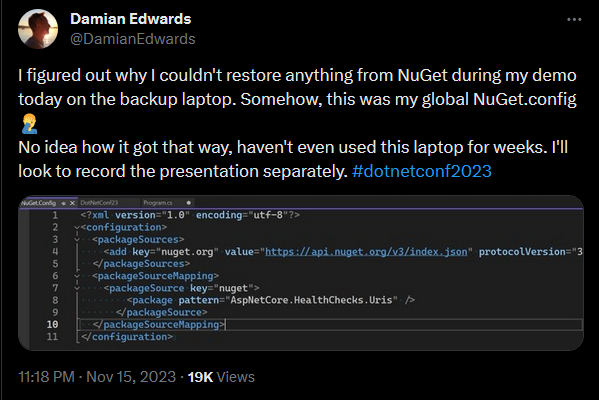 Damian Edwards
@DamianEdwards
I figured out why I couldn't restore anything from NuGet during my demo
today on the backup laptop. Somehow, this was my global NuGet.config
🤦‍♂️
No idea how it got that way, haven't even used this laptop for weeks. I'll
look to record the presentation separately. #dotnetconf2023
NuGet.Config DotNetConf23 Program.cs
1 <?xml version="1.0" encoding="utf-8"?>
2 <configuration>
3 <packageSources>
4 <add key="nuget.org" value="https://api.nuget.org/v3/index.json" protocolVersion="3
5 </packageSources>
6 <packageSourceMapping>
7 <packageSource key="nuget">
8 <package pattern="AspNetCore.HealthChecks.Uris" />
9 </packageSource>
10 </packageSourceMapping>
11 </configuration>
11:18 PM · Nov 15, 2023 · 19K Views